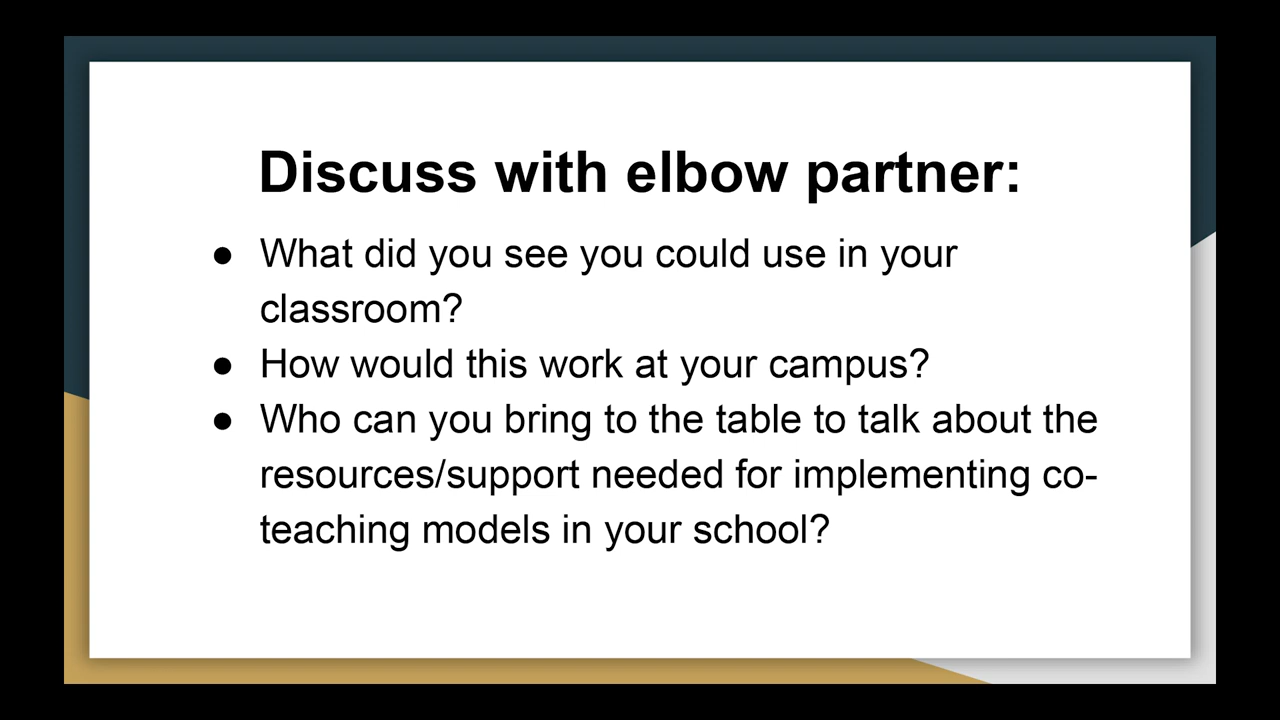 Discuss with elbow partner:
● What did you see you could use in your
classroom?
● How would this work at your campus?
● Who can you bring to the table to talk about the
resources/support needed for implementing co-
teaching models in your school?